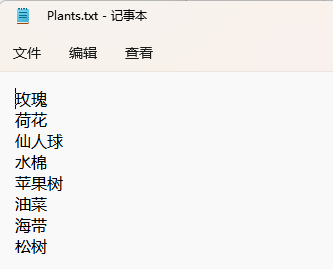 Plants.txt - 记事本
文件 编辑 查看
玫瑰
荷花
仙人球
水棉
苹果树
油菜
海带
松树